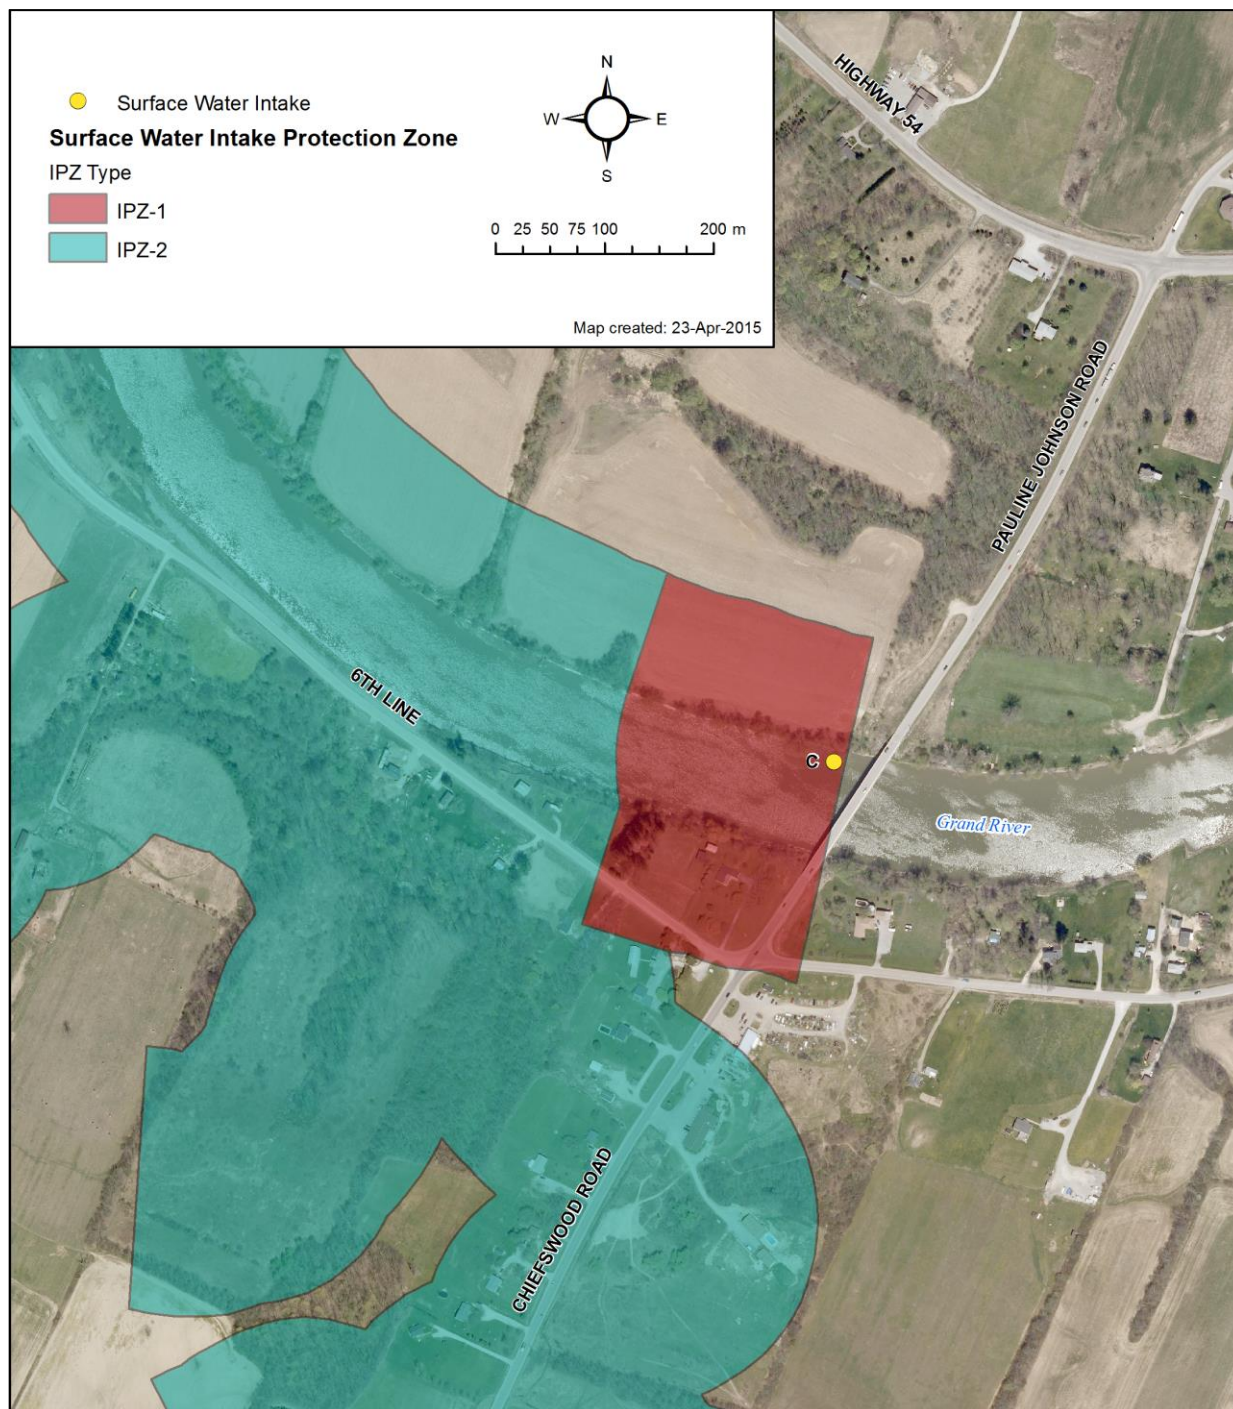 Surface Water Intake
Surface Water Intake Protection Zone
IPZ Type
IPZ-1
IPZ-2
N
W E
S
0 25 50 75 100 200 m
Map created: 23-Apr-2015
HIGHWAY 54
PAULINE JOHNSON ROAD
6TH LINE
C
Grand River
CHIEFSWOOD ROAD